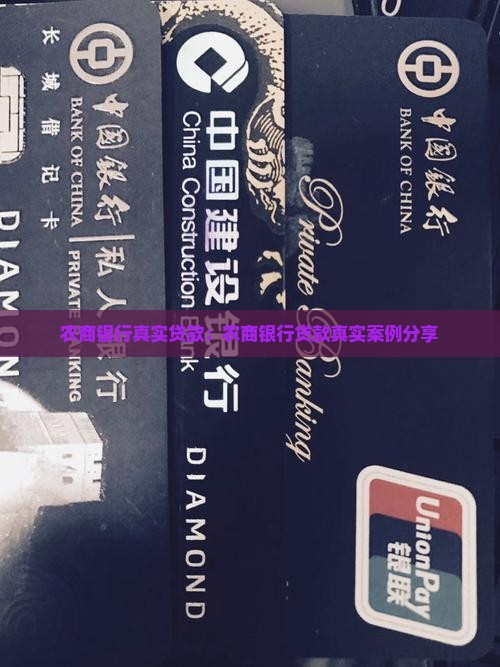 长城借记卡
中国银行
BANK OF CHINA
私人银行
PRIVATE BANKING
DIAMON
中国建设银行
China Construction Bank
DIAMOND
Private Banking
中国银行
BANK OF CHINA
UnionPay
银联
农商银行真实贷款：农商银行贷款真实案例分享